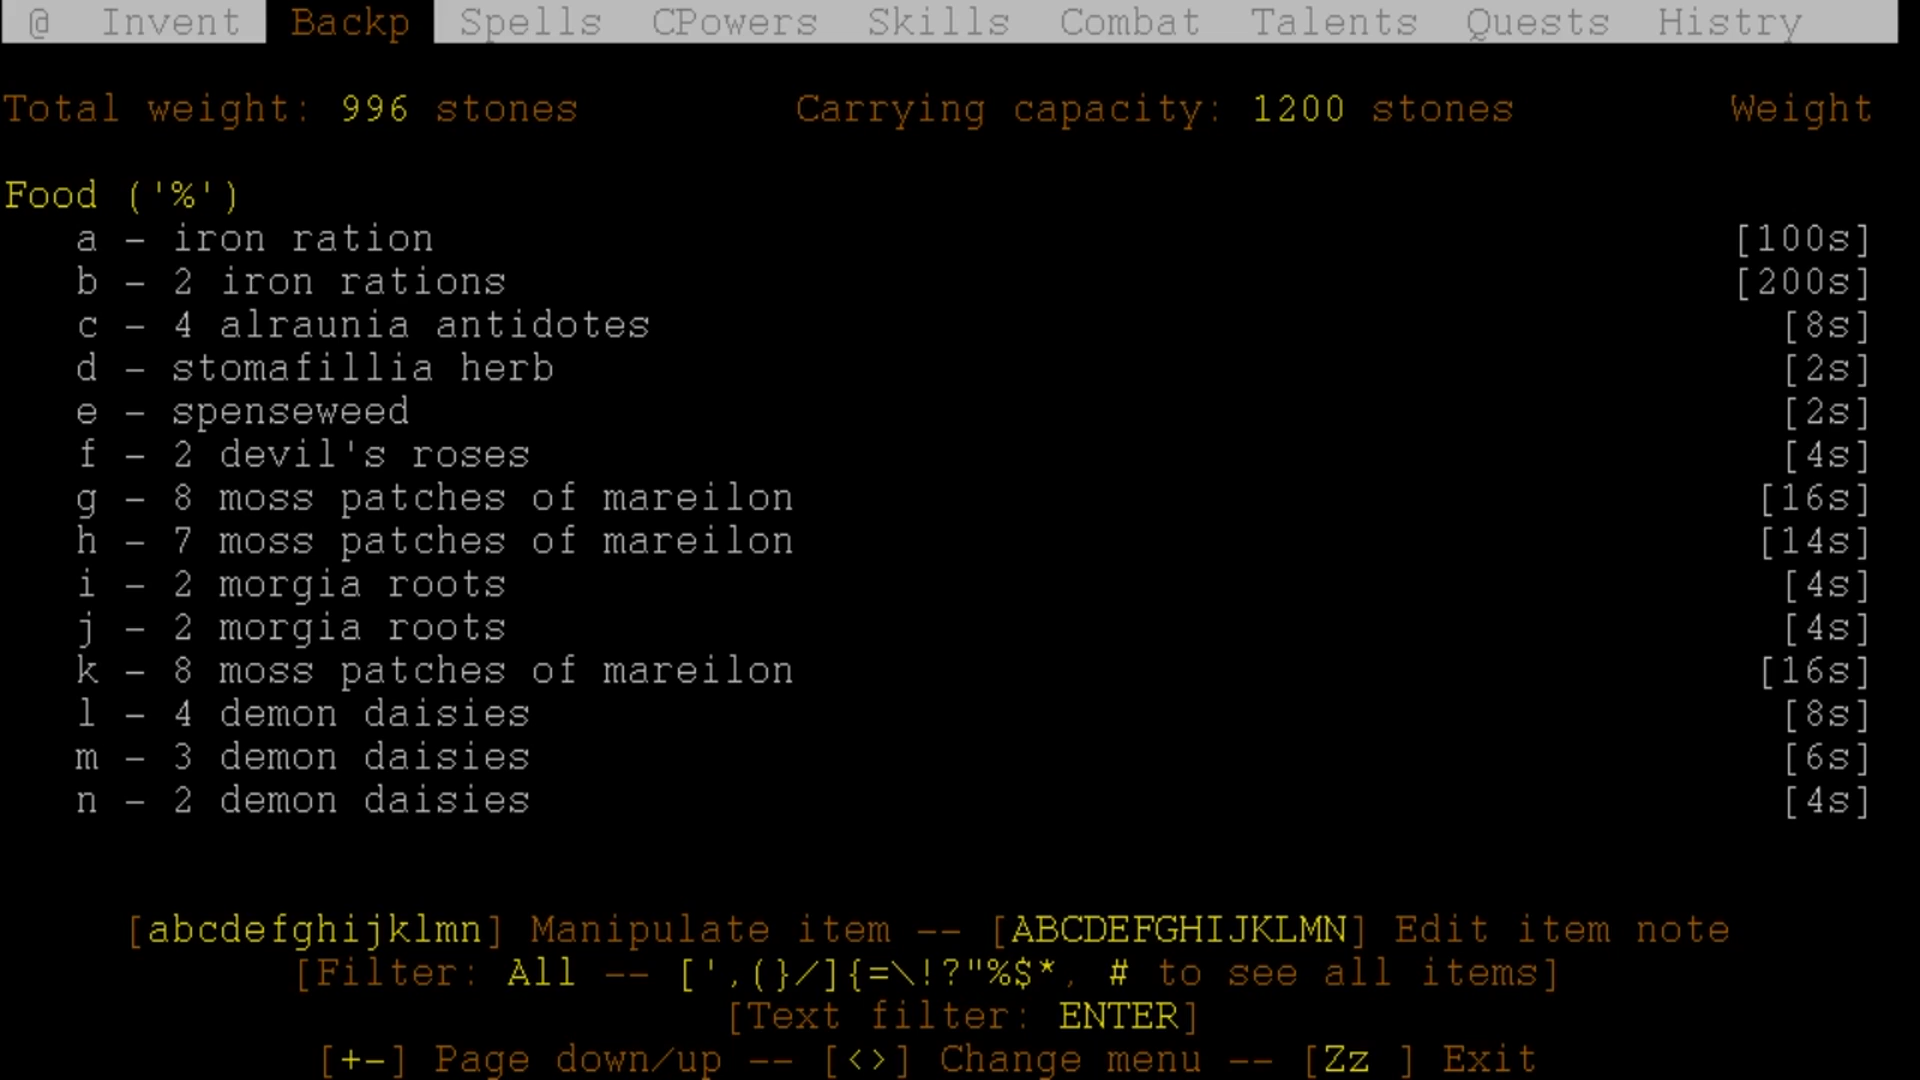 @ Invent Backp Spells CPowers Skills Combat Talents Quests Histry
Total weight: 996 stones Carrying capacity: 1200 stones Weight
Food ('%')
a - iron ration [100s]
b - 2 iron rations [200s]
c - 4 alraunia antidotes [8s]
d - stomafillia herb [2s]
e - spenseweed [2s]
f - 2 devil's roses [4s]
g - 8 moss patches of mareilon [16s]
h - 7 moss patches of mareilon [14s]
i - 2 morgia roots [4s]
j - 2 morgia roots [4s]
k - 8 moss patches of mareilon [16s]
l - 4 demon daisies [8s]
m - 3 demon daisies [6s]
n - 2 demon daisies [4s]
[abcdefghijklmn] Manipulate item -- [ABCDEFGHIJKLMN] Edit item note
[Filter: All -- [',(}/]{=\!?"%$*, # to see all items]
[Text filter: ENTER]
[+-] Page down/up -- [<>] Change menu -- [Zz ] Exit